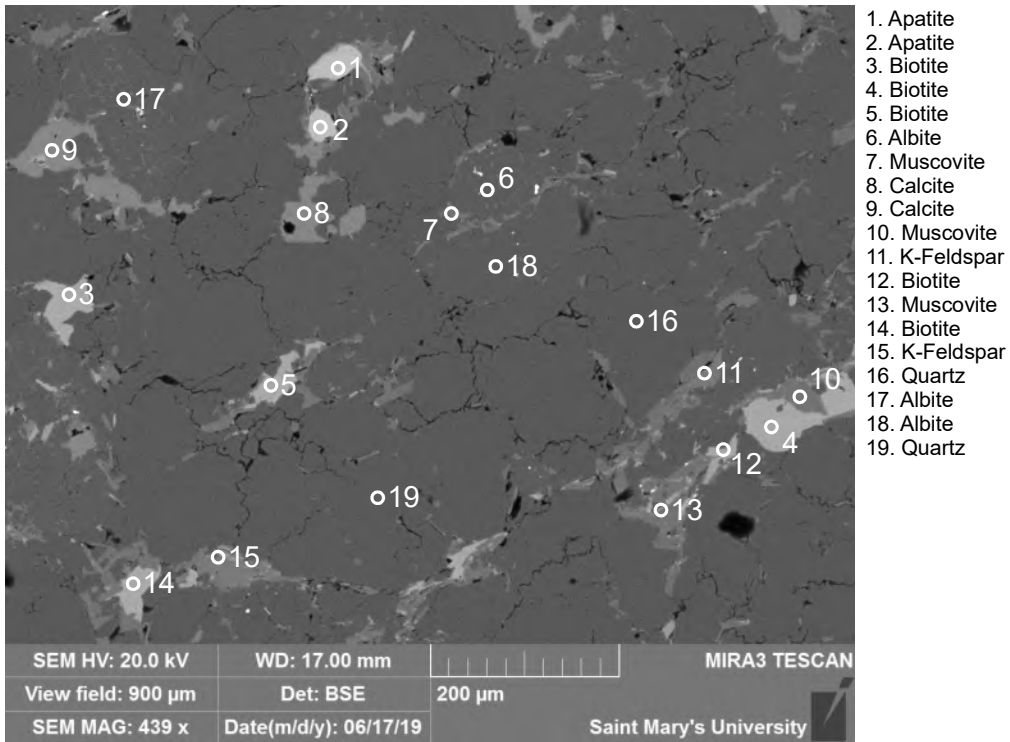 1
17
2
9
6
8
7
18
3
16
11
10
5
4
12
19
13
15
14
1. Apatite
2. Apatite
3. Biotite
4. Biotite
5. Biotite
6. Albite
7. Muscovite
8. Calcite
9. Calcite
10. Muscovite
11. K-Feldspar
12. Biotite
13. Muscovite
14. Biotite
15. K-Feldspar
16. Quartz
17. Albite
18. Albite
19. Quartz
SEM HV: 20.0 kV WD: 17.00 mm MIRA3 TESCAN
View field: 900 µm Det: BSE 200 µm
SEM MAG: 439 x Date(m/d/y): 06/17/19 Saint Mary's University